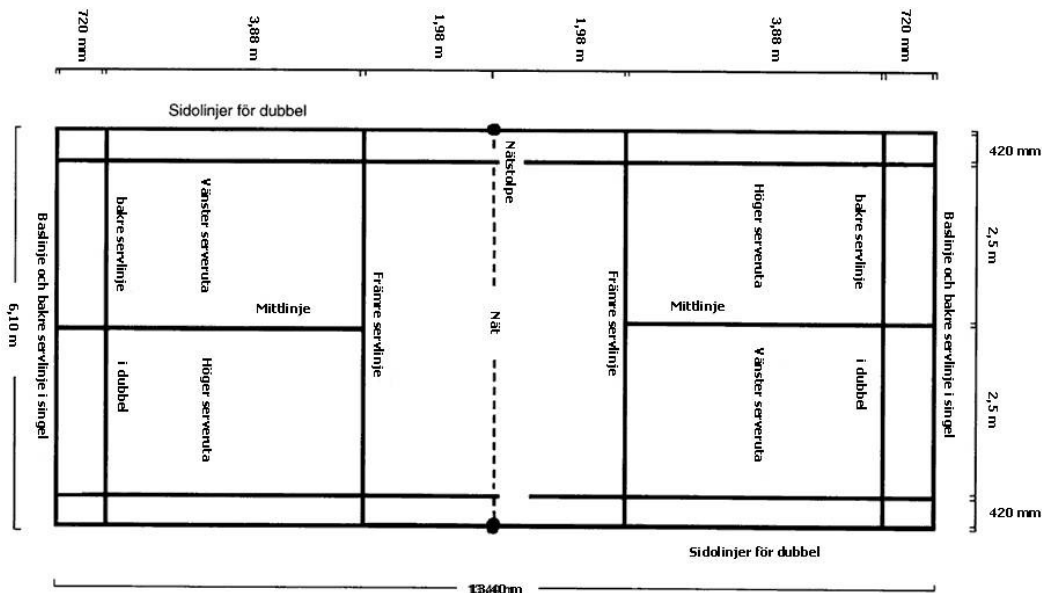 720 mm
3,88 m
1,98 m
1,98 m
3,88 m
720 mm
Sidolinjer för dubbel
420 mm
2,5 m
2,5 m
420 mm
6,10 m
Baslinje och bakre servlinje i singel
bakre servlinje
i dubbel
Vänster serveruta
Höger serveruta
Mittlinje
Främre servlinje
Nätstolpe
Nät
Främre servlinje
Mittlinje
Höger serveruta
Vänster serveruta
bakre servlinje
i dubbel
Baslinje och bakre servlinje i singel
Sidolinjer för dubbel